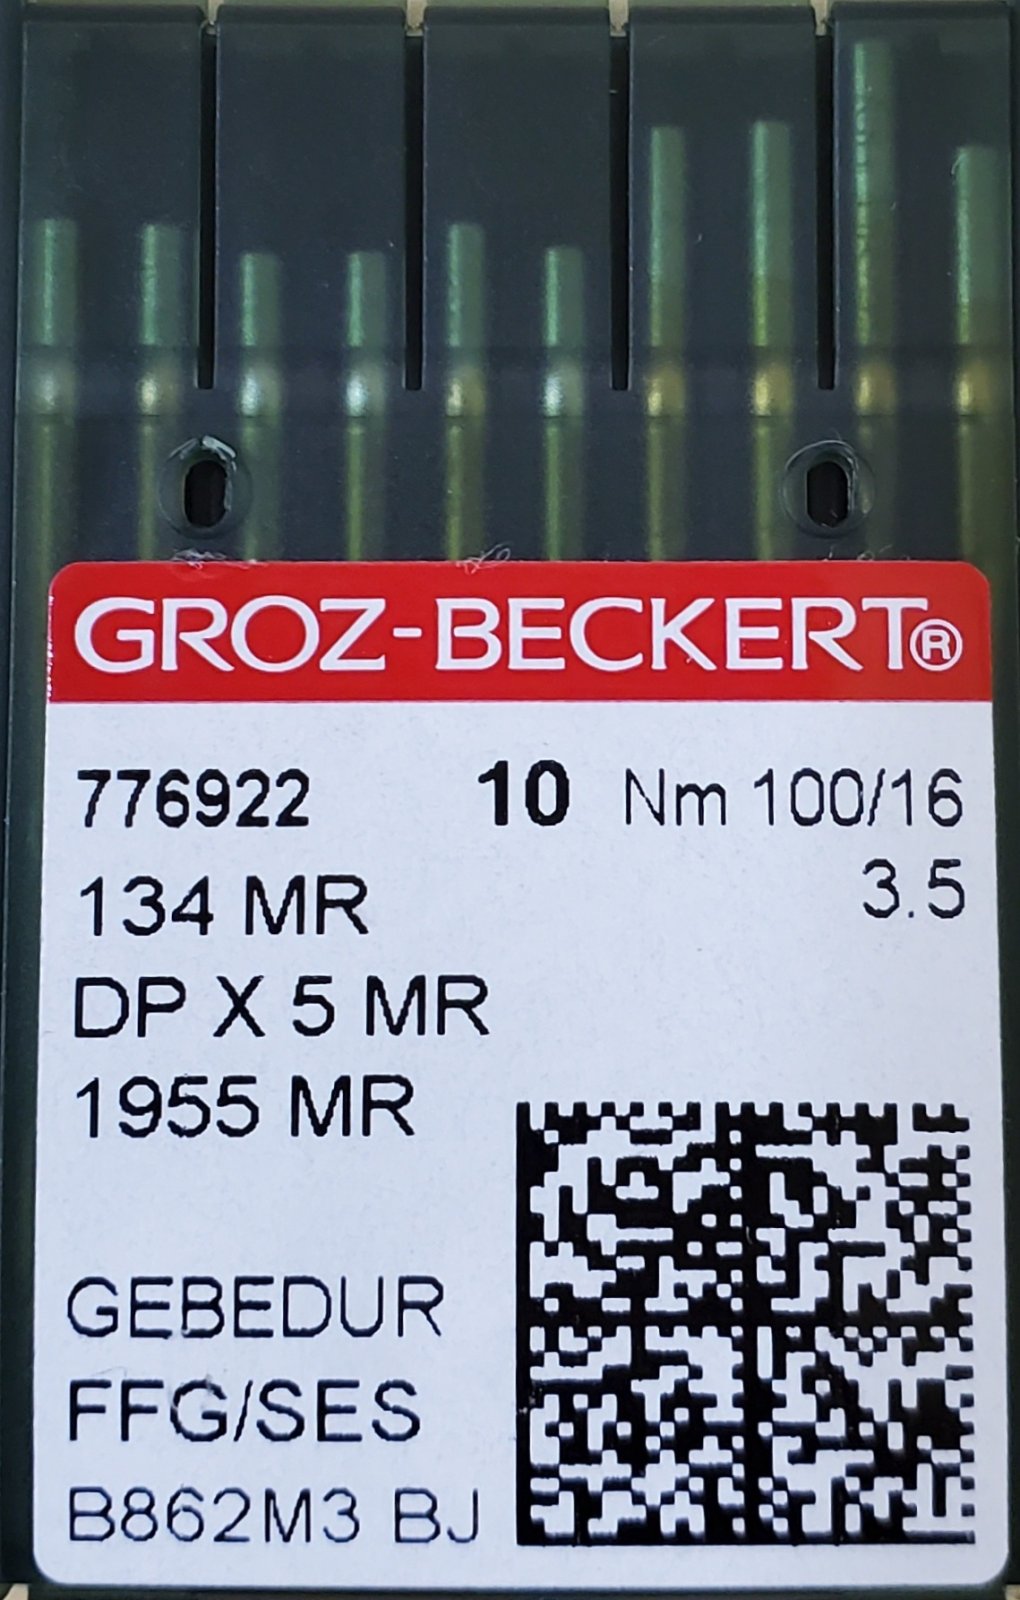 GROZ-BECKERT®
776922 10 Nm 100/16
134 MR 3.5
DP X 5 MR
1955 MR
GEBEDUR
FFG/SES
B862M3 BJ